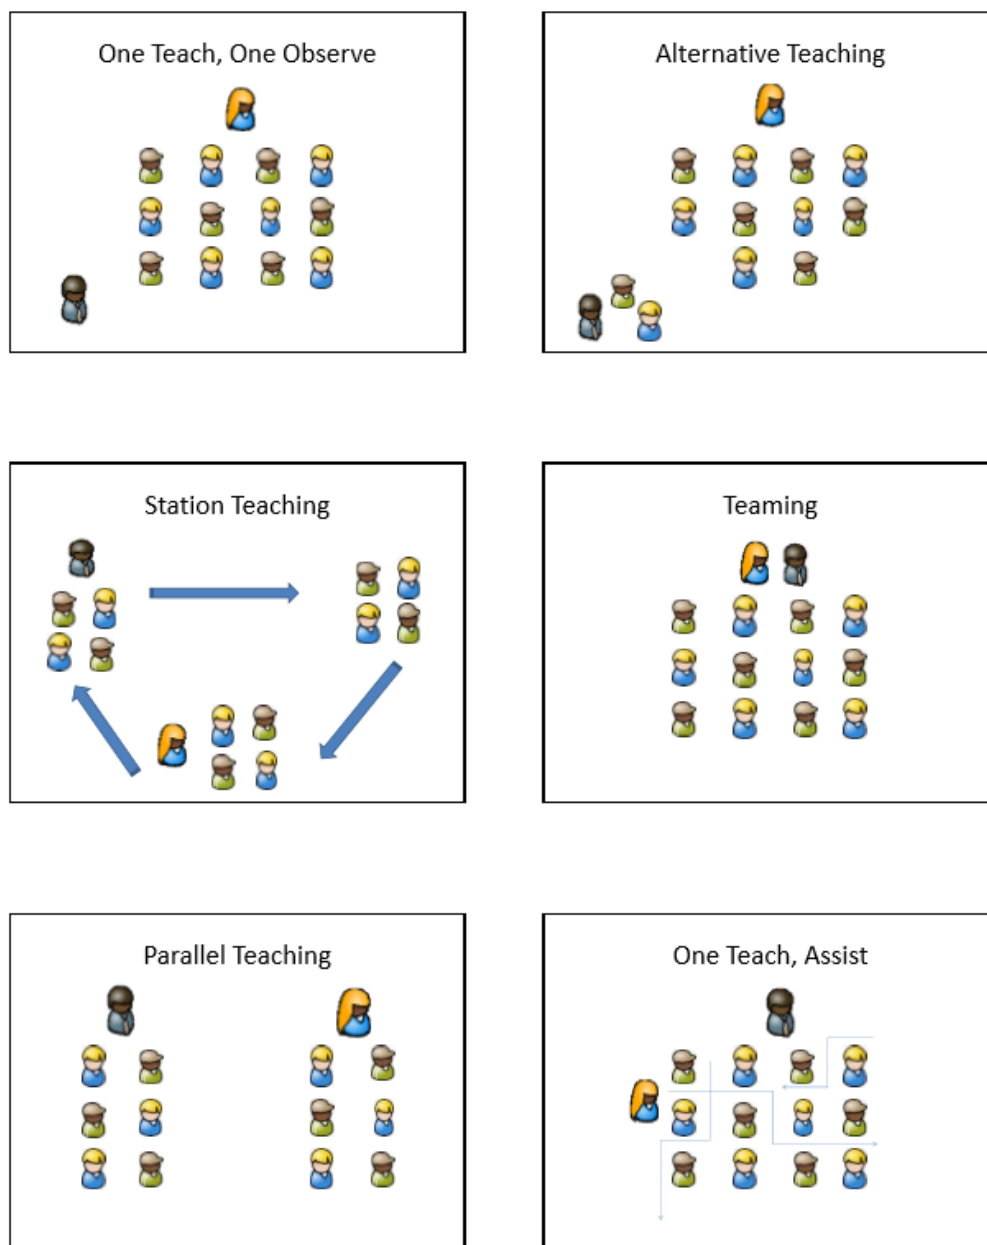 One Teach, One Observe
Alternative Teaching
Station Teaching
Teaming
Parallel Teaching
One Teach, Assist